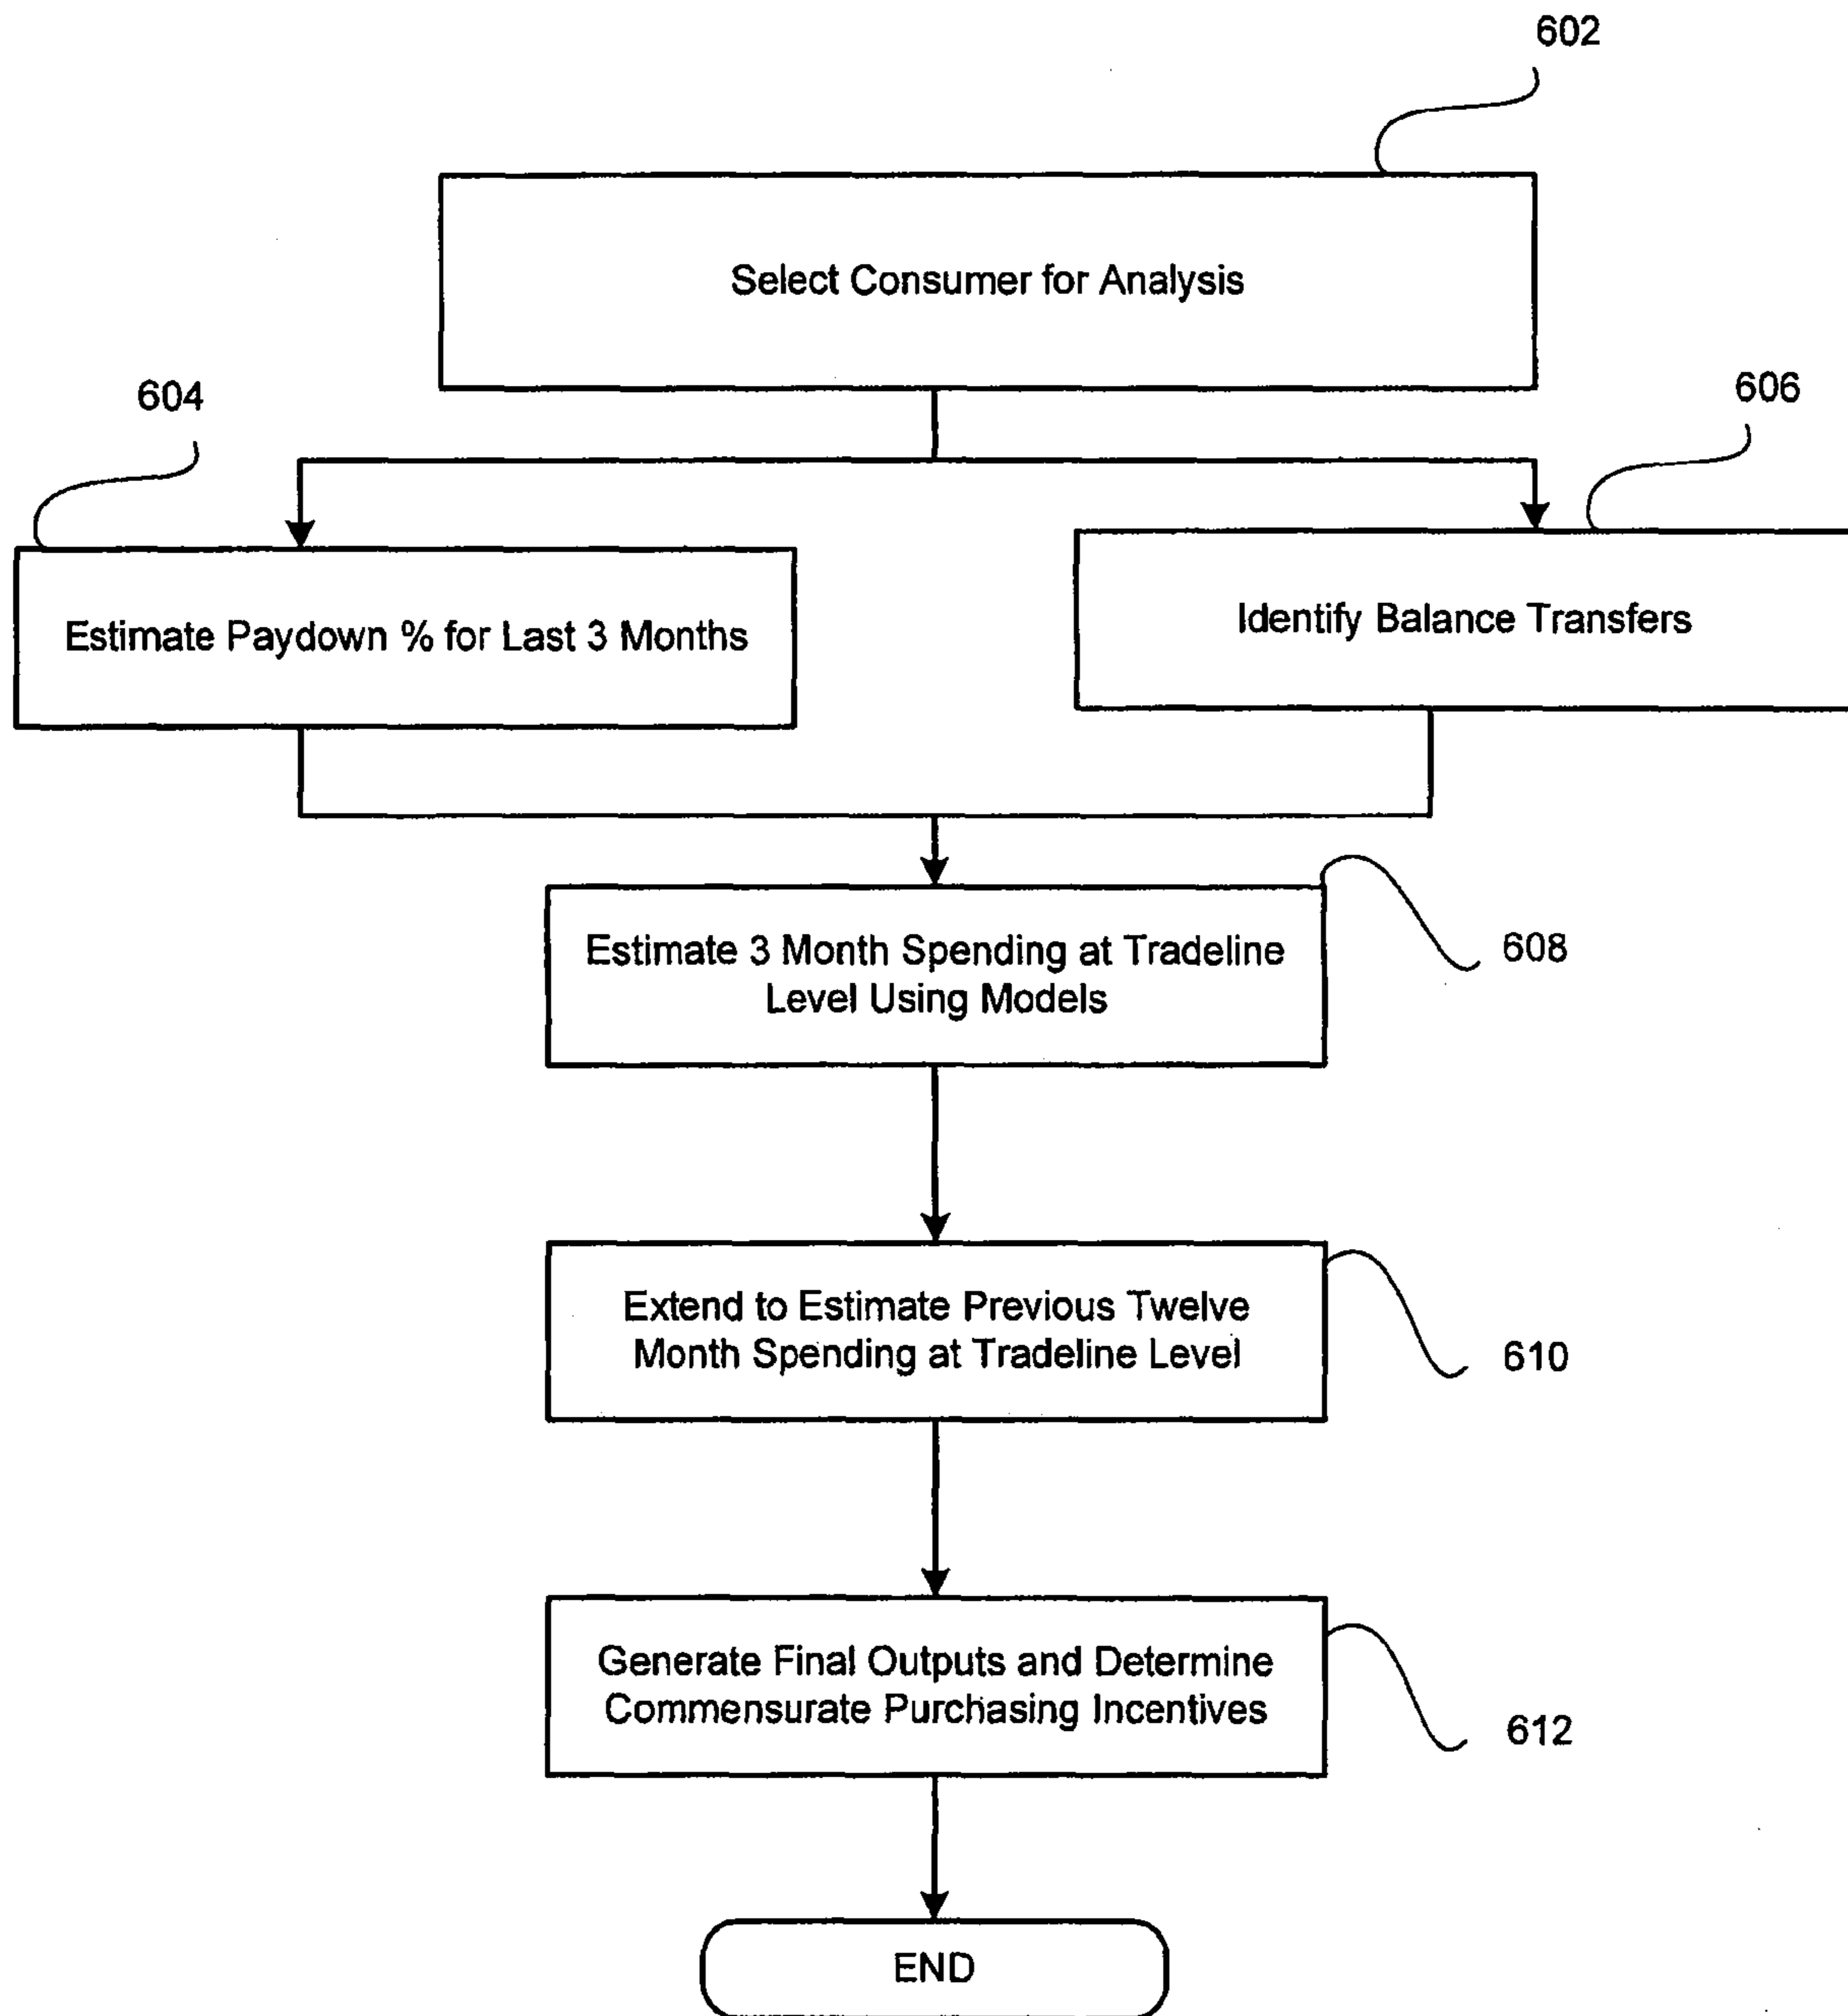 602
Select Consumer for Analysis
604
606
Estimate Paydown % for Last 3 Months
Identify Balance Transfers
Estimate 3 Month Spending at Tradeline
Level Using Models
608
Extend to Estimate Previous Twelve
Month Spending at Tradeline Level
610
Generate Final Outputs and Determine
Commensurate Purchasing Incentives
612
END